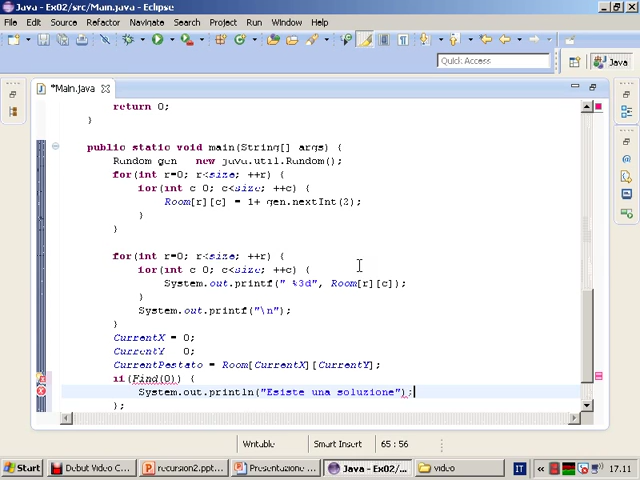 Java - Ex02/src/Main.java - Eclipse
File Edit Source Refactor Navigate Search Project Run Window Help
Quick Access
Java
*Main.java
return 0;
}
public static void main(String[] args) {
Random gen = new java.util.Random();
for(int r=0; r<size; ++r) {
for(int c 0; c<size; ++c) {
Room[r][c] = 1+ gen.nextInt(2);
}
}
for(int r=0; r<size; ++r) {
for(int c 0; c<size; ++c) {
System.out.printf(" %3d", Room[r][c]);
}
System.out.printf("\n");
}
CurrentX = 0;
CurrentY 0;
CurrentPestato = Room[CurrentX][CurrentY];
if(Find(0)) {
System.out.println("Esiste una soluzione");
};
Writable
Smart Insert
65 : 56
Start
Debut Video C...
recursion2.ppt...
Presentazione ...
Java - Ex02/...
video
IT
17.11